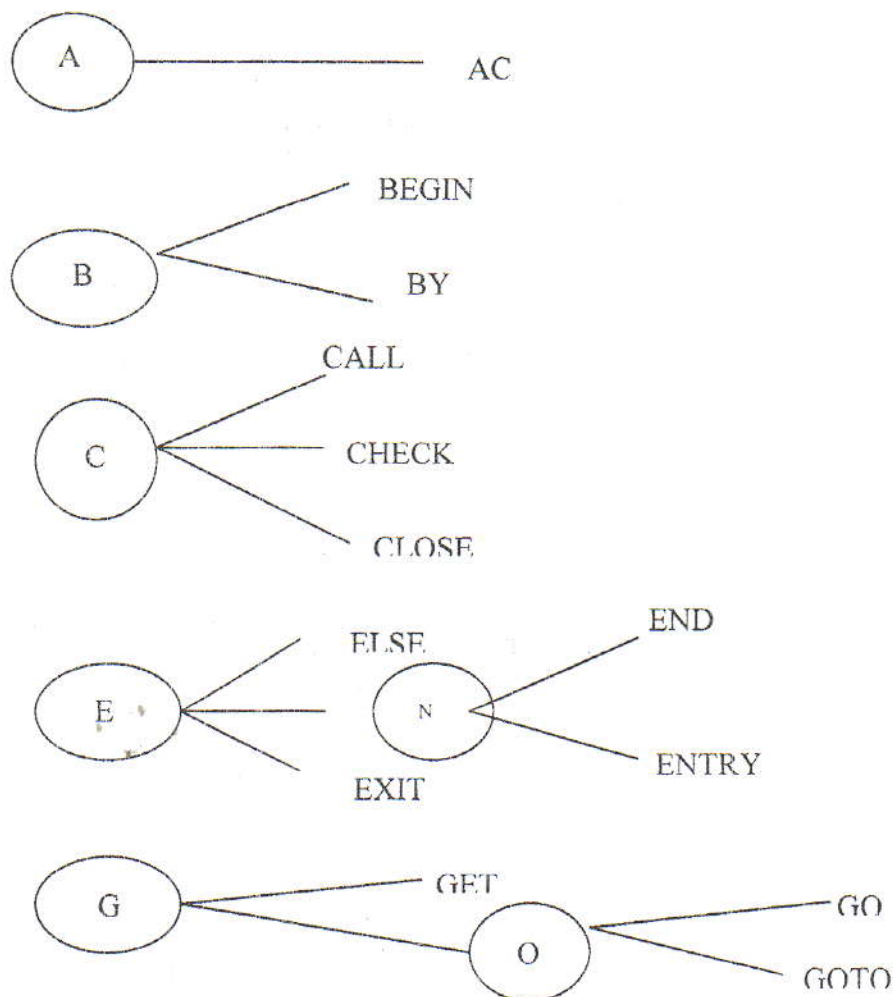 A
AC
BEGIN
B
BY
CALL
C
CHECK
CLOSE
END
ELSE
E
N
ENTRY
EXIT
GET
G
GO
O
GOTO